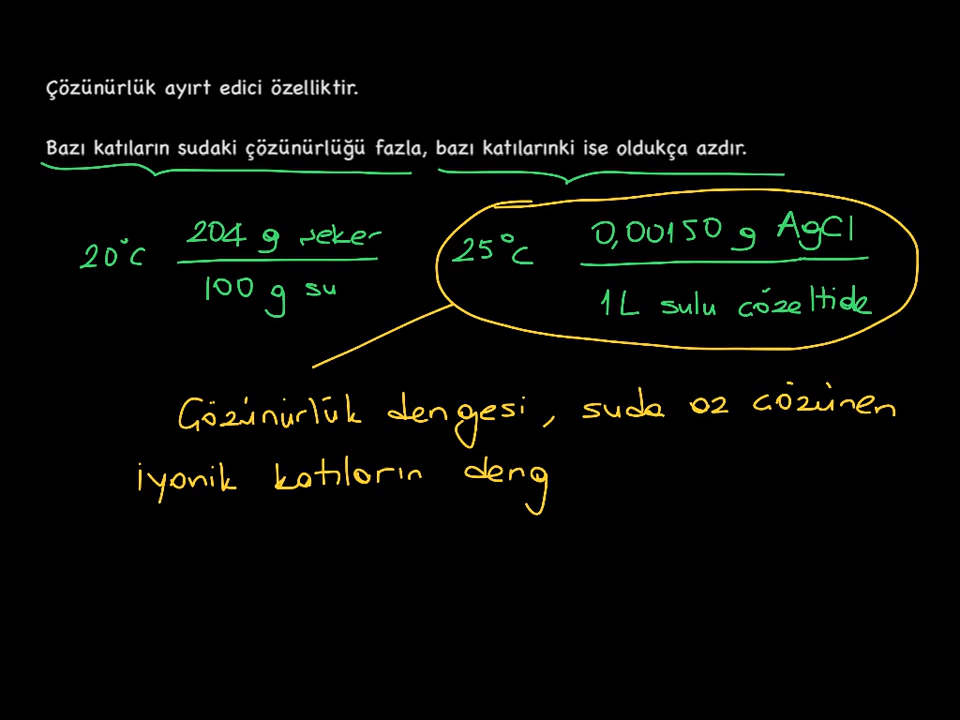 Çözünürlük ayırt edici özelliktir.
Bazı katıların sudaki çözünürlüğü fazla, bazı katılarınki ise oldukça azdır.
20°C 204 g şeker
100 g su
25°C 0,00150 g AgCl
1L sulu çözeltide
Çözünürlük dengesi, suda az çözünen
iyonik katıların deng